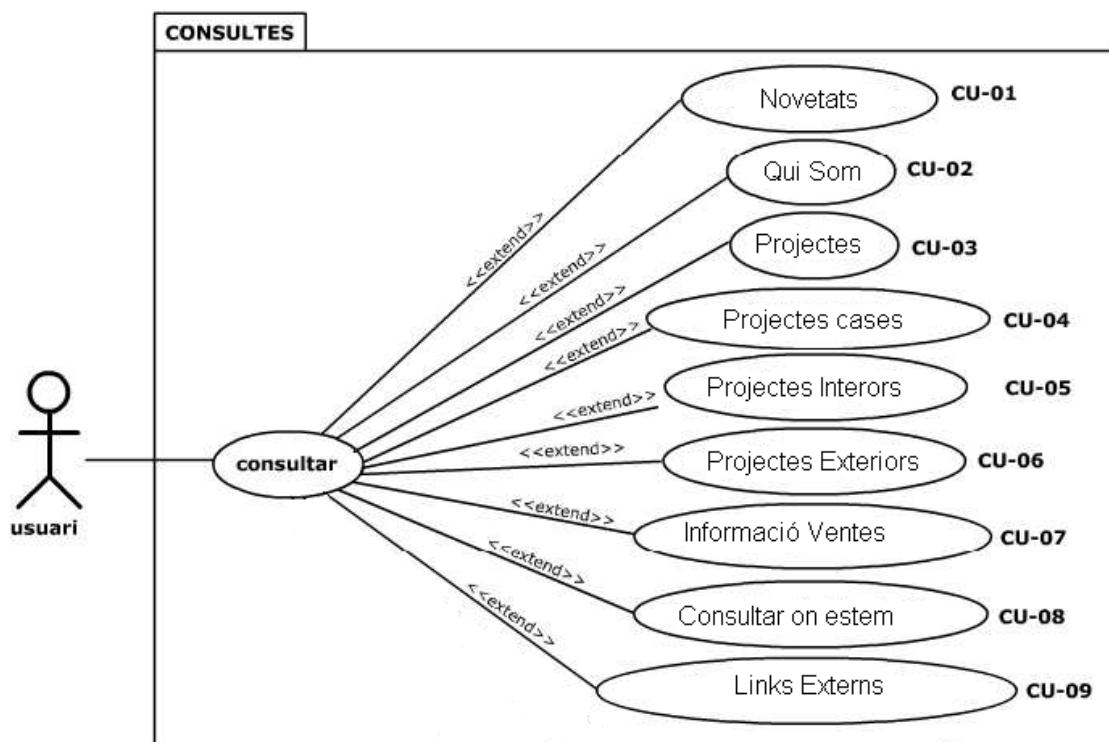 CONSULTES
Novetats CU-01
Qui Som CU-02
Projectes CU-03
Projectes cases CU-04
Projectes Interors CU-05
Projectes Exteriors CU-06
Informació Ventes CU-07
Consultar on estem CU-08
Links Externs CU-09
<<extend>>
<<extend>>
<<extend>>
<<extend>>
<<extend>>
<<extend>>
<<extend>>
<<extend>>
<<extend>>
consultar
usuari